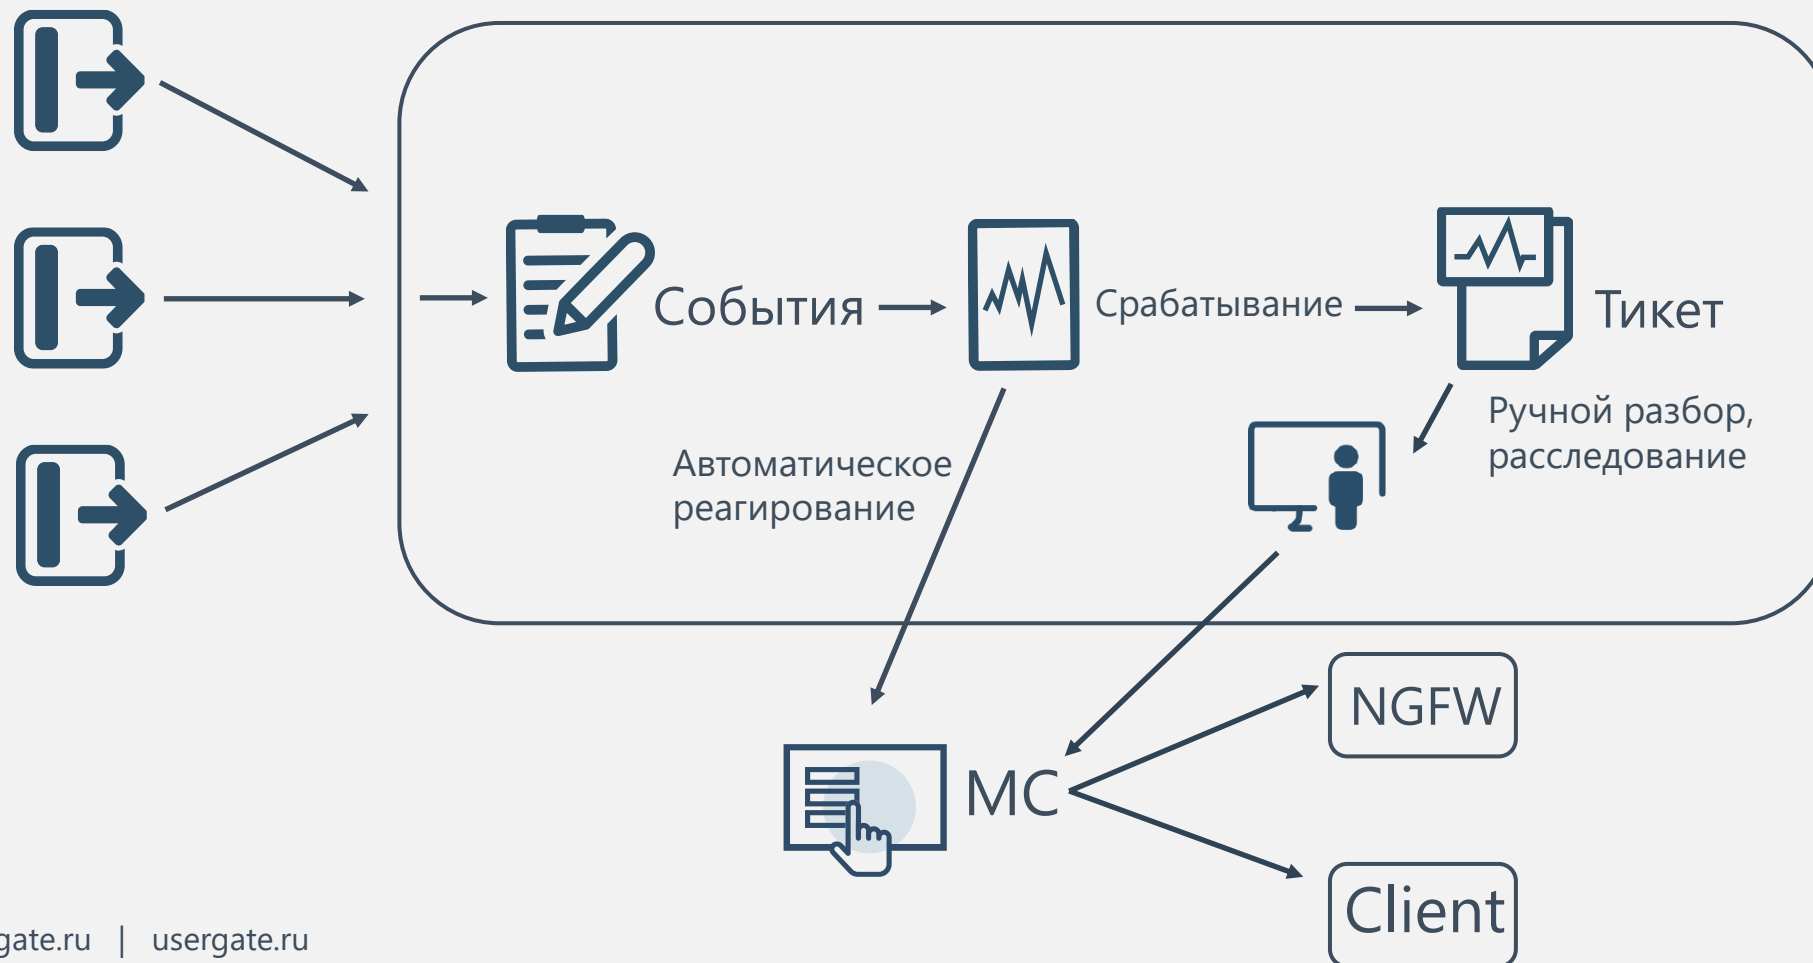 События
Срабатывание
Тикет
Ручной разбор,
расследование
Автоматическое
реагирование
NGFW
MC
Client
gate.ru | usergate.ru